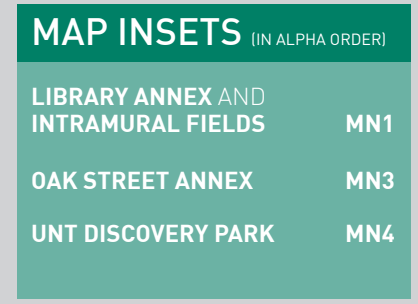 MAP INSETS (IN ALPHA ORDER)
LIBRARY ANNEX AND
INTRAMURAL FIELDS MN1
OAK STREET ANNEX MN3
UNT DISCOVERY PARK MN4